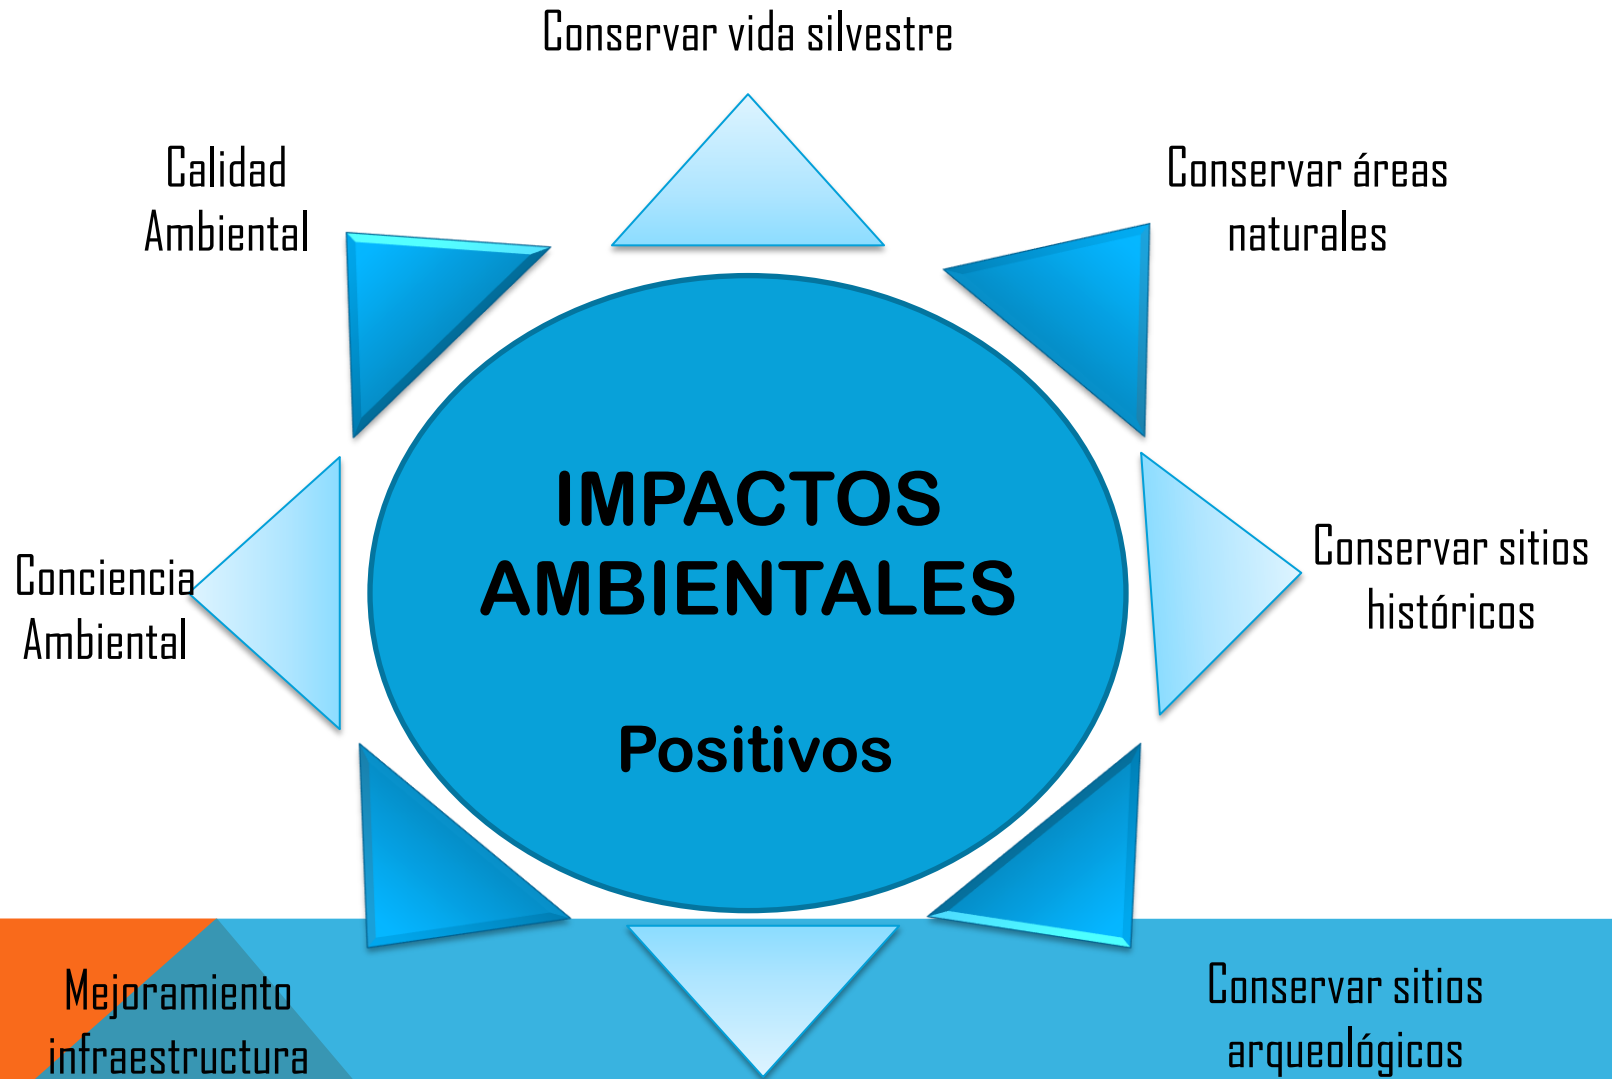 Conservar vida silvestre
Calidad
Ambiental
Conservar áreas
naturales
IMPACTOS
AMBIENTALES
Positivos
Conciencia
Ambiental
Conservar sitios
históricos
Mejoramiento
infraestructura
Conservar sitios
arqueológicos